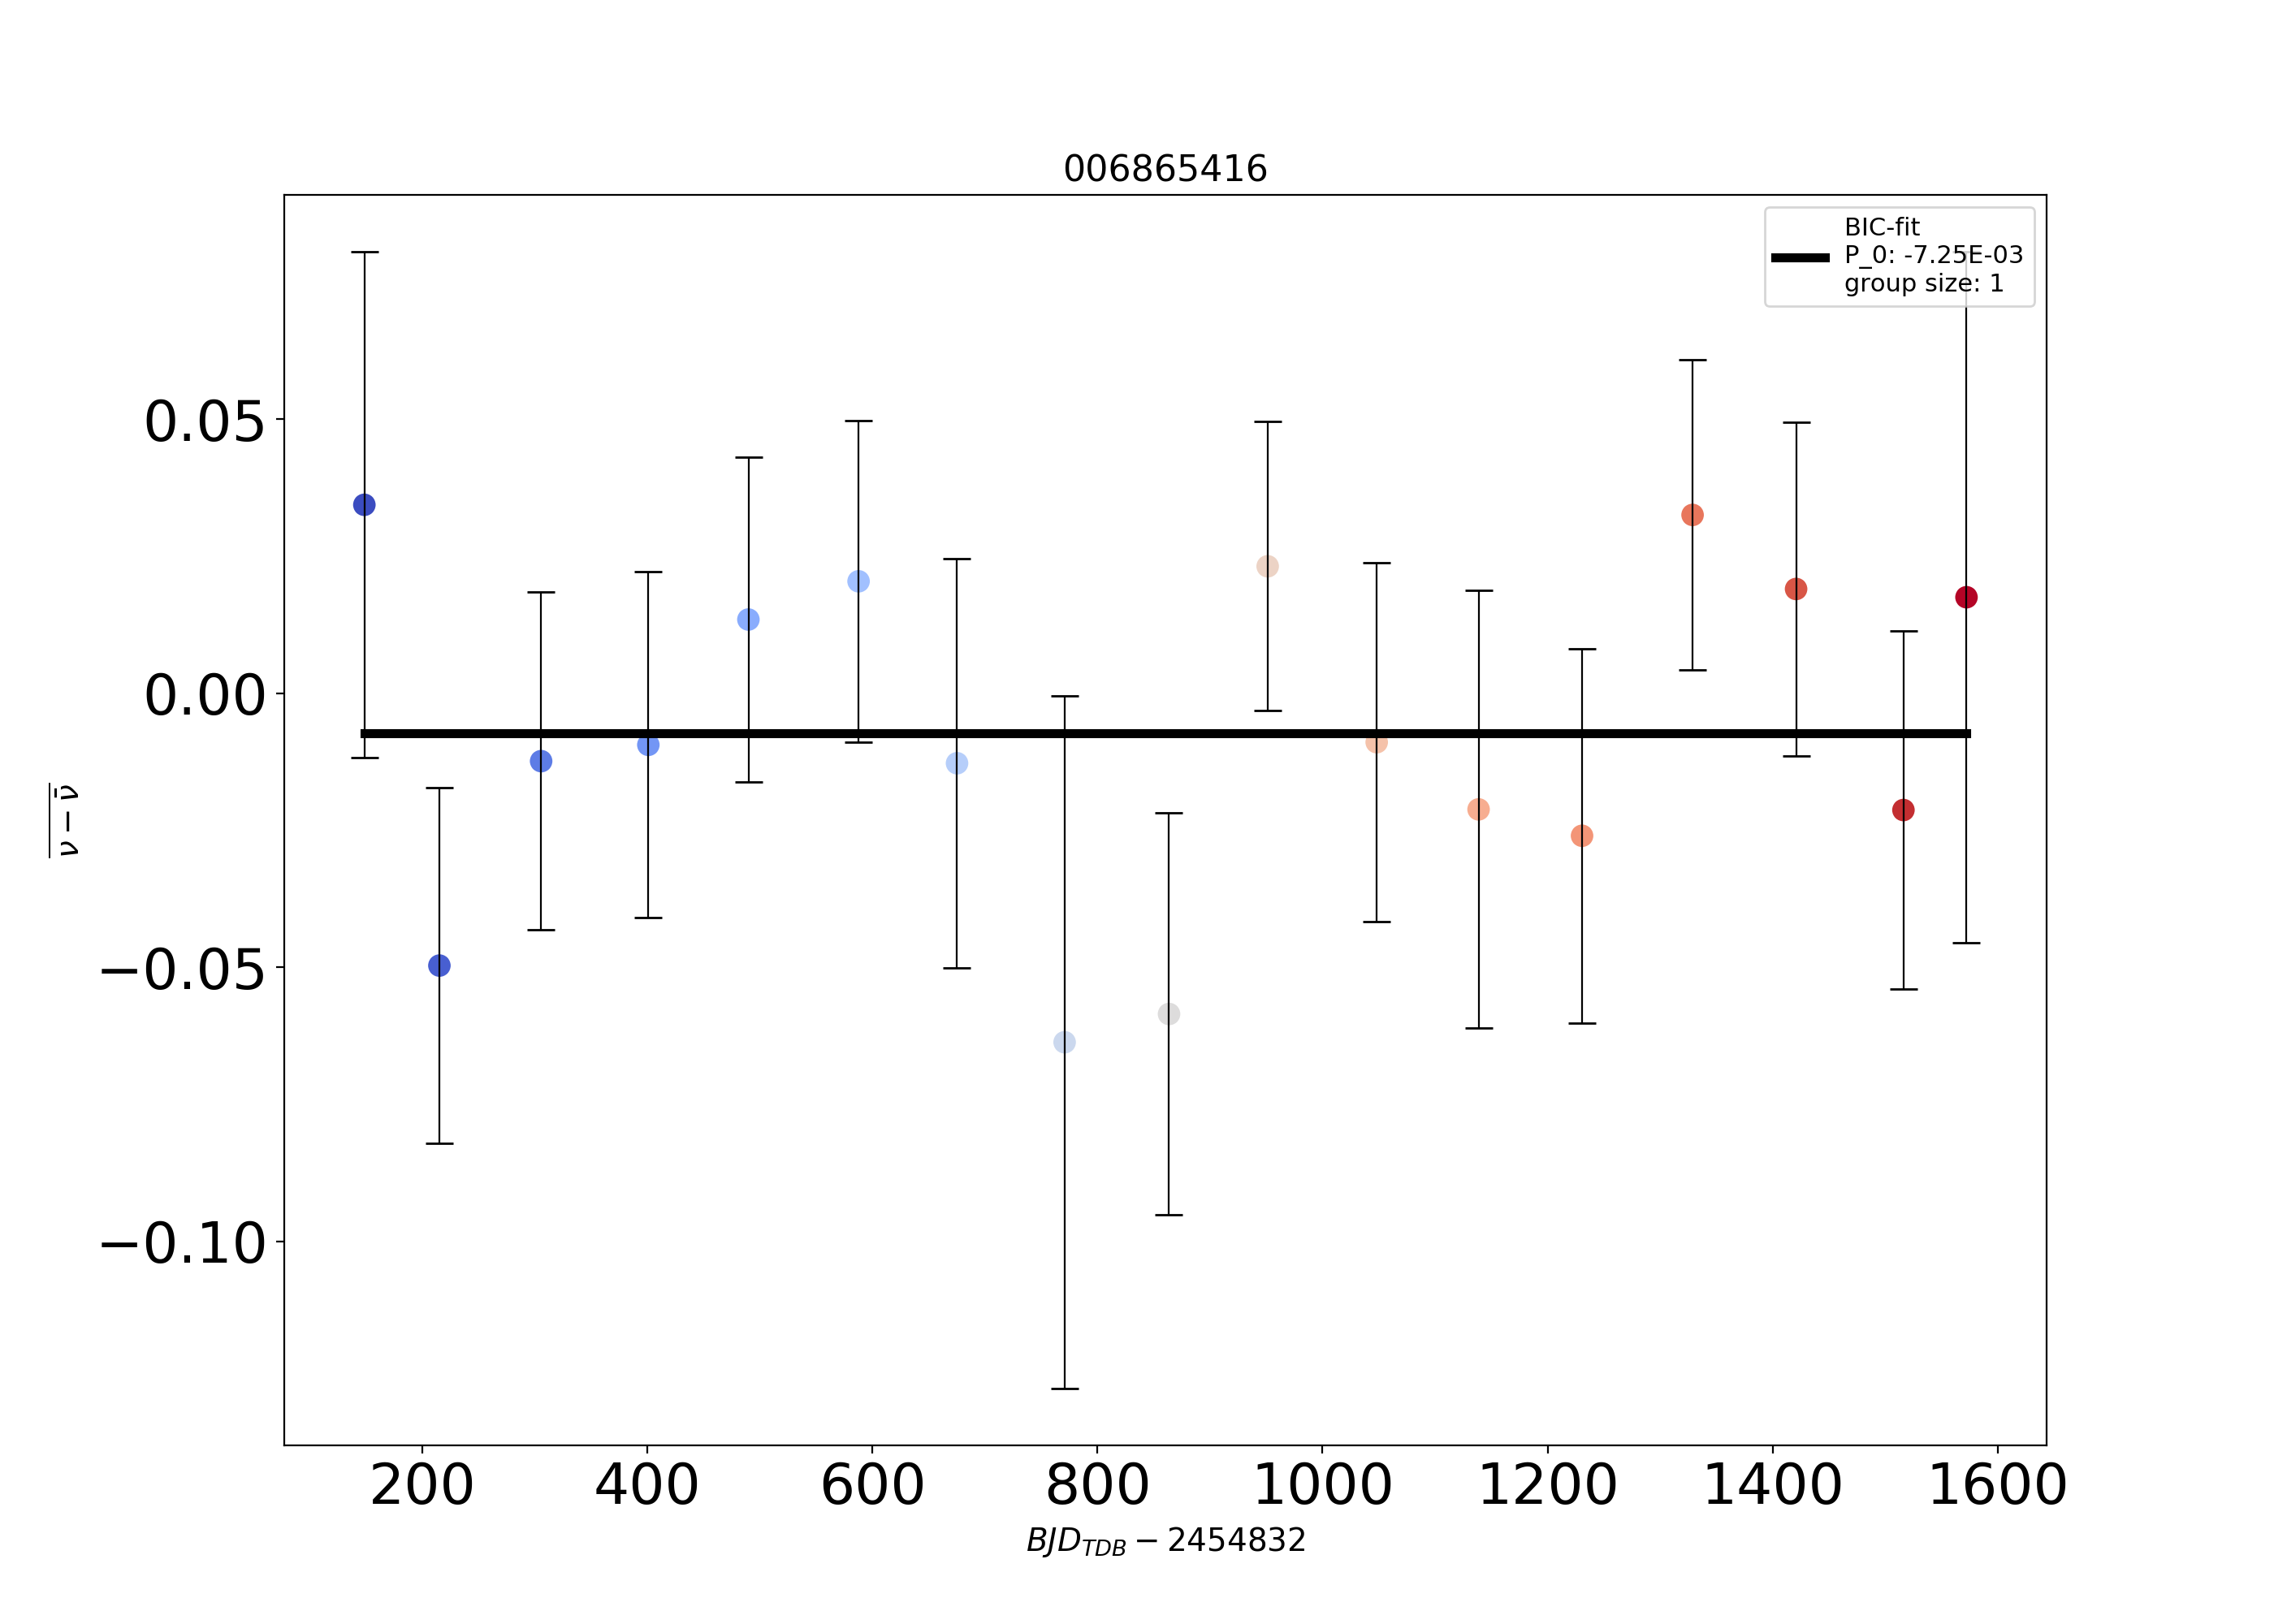 006865416
BIC-fit
P_0: -7.25E-03
group size: 1
0.05
0.00
−0.05
−0.10
ν − ν̄
200 400 600 800 1000 1200 1400 1600
BJD_TDB − 2454832